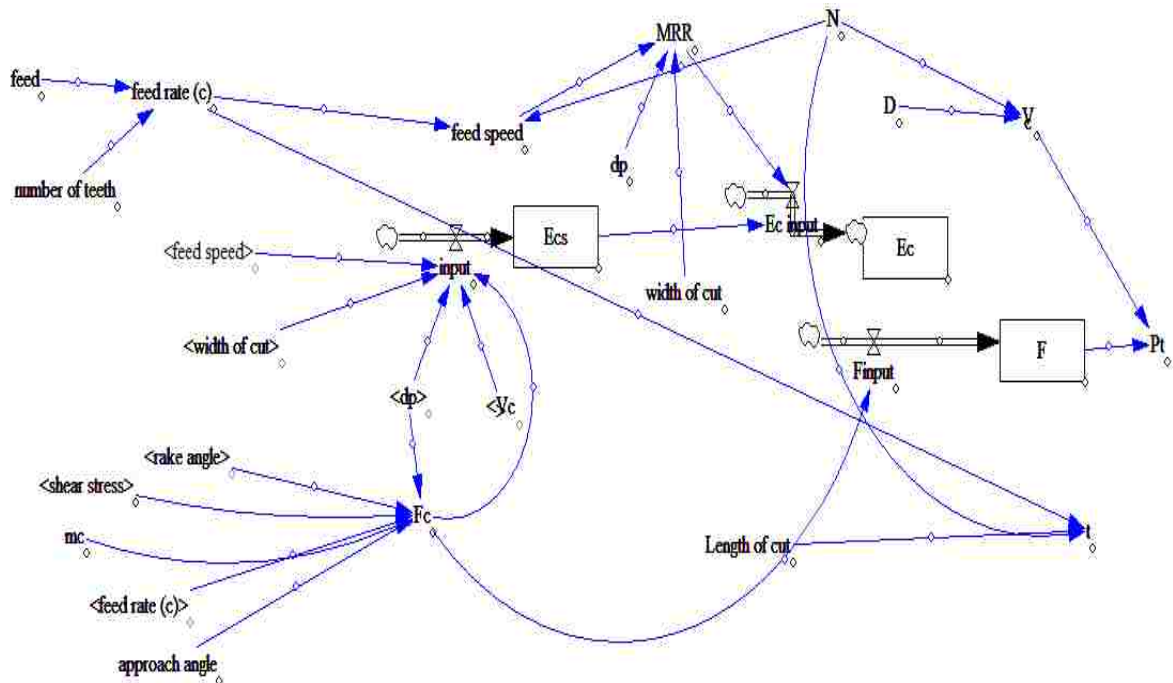 N
MRR
feed
feed rate (c)
D
Vc
feed speed
dp
number of teeth
Ecs
Ec input
Ec
<feed speed>
input
width of cut
<width of cut>
F
Pt
Finput
<dp>
<Vc
<rake angle>
<shear stress>
Fc
mc
Length of cut
t
<feed rate (c)>
approach angle